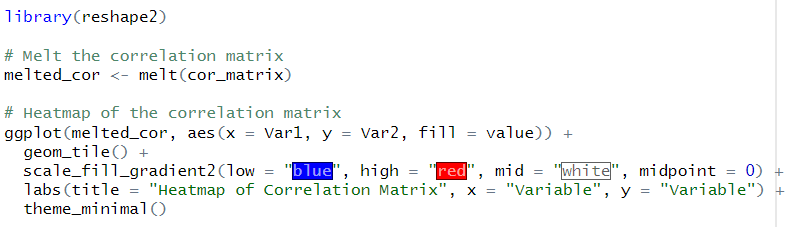 library(reshape2)
# Melt the correlation matrix
melted_cor <- melt(cor_matrix)
# Heatmap of the correlation matrix
ggplot(melted_cor, aes(x = Var1, y = Var2, fill = value)) +
  geom_tile() +
  scale_fill_gradient2(low = "blue", high = "red", mid = "white", midpoint = 0) +
  labs(title = "Heatmap of Correlation Matrix", x = "Variable", y = "Variable") +
  theme_minimal()